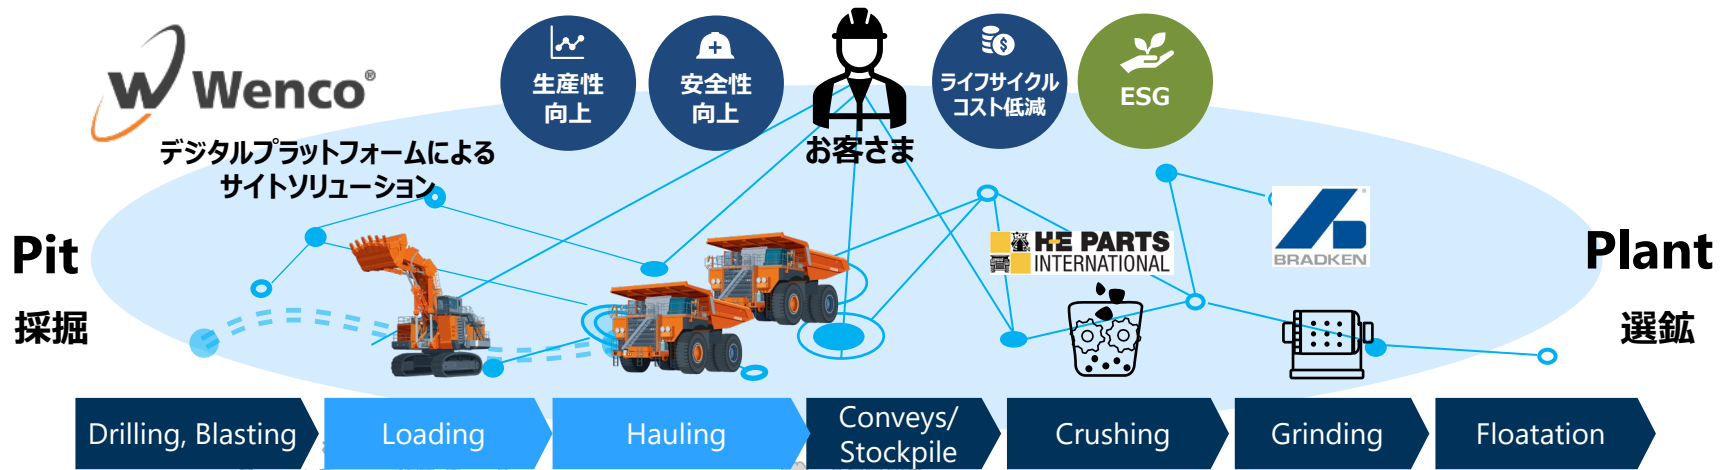 Wenco®
デジタルプラットフォームによる
サイトソリューション
生産性
向上
安全性
向上
お客さま
ライフサイクル
コスト低減
ESG
Pit
採掘
H-E PARTS
INTERNATIONAL
BRADKEN
Plant
選鉱
Drilling, Blasting
Loading
Hauling
Conveys/
Stockpile
Crushing
Grinding
Floatation